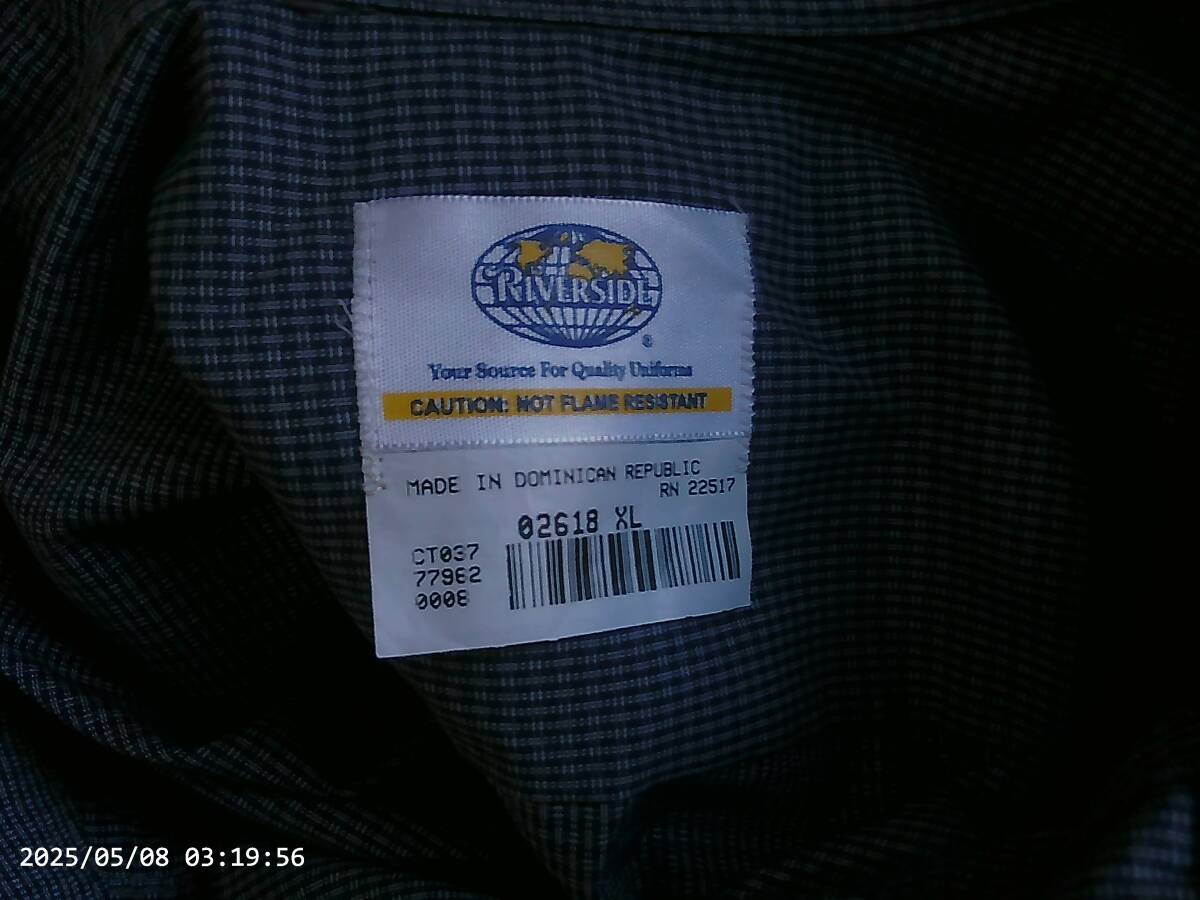 RIVERSIDE
®
Your Source For Quality Uniforms
CAUTION: NOT FLAME RESISTANT
MADE IN DOMINICAN REPUBLIC
RN 22517
02618 XL
CT037
77962
0008
2025/05/08 03:19:56